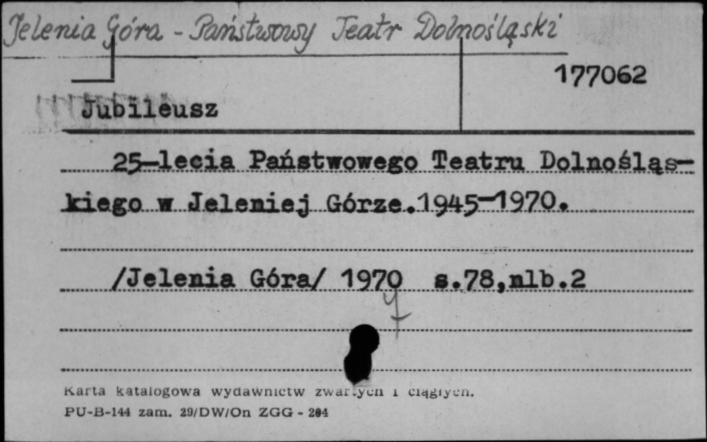 Jelenia Góra - Państwowy Teatr Dolnośląski
177062
Jubileusz
25-lecia Państwowego Teatru Dolnoślą̨s-
kiego w Jeleniej Górze.1945-1970.
/Jelenia Góra/ 1970 s.78,nlb.2
Karta katalogowa wydawnictw zwartych i ciągłych.
PU-B-144 zam. 29/DW/On ZGG - 204